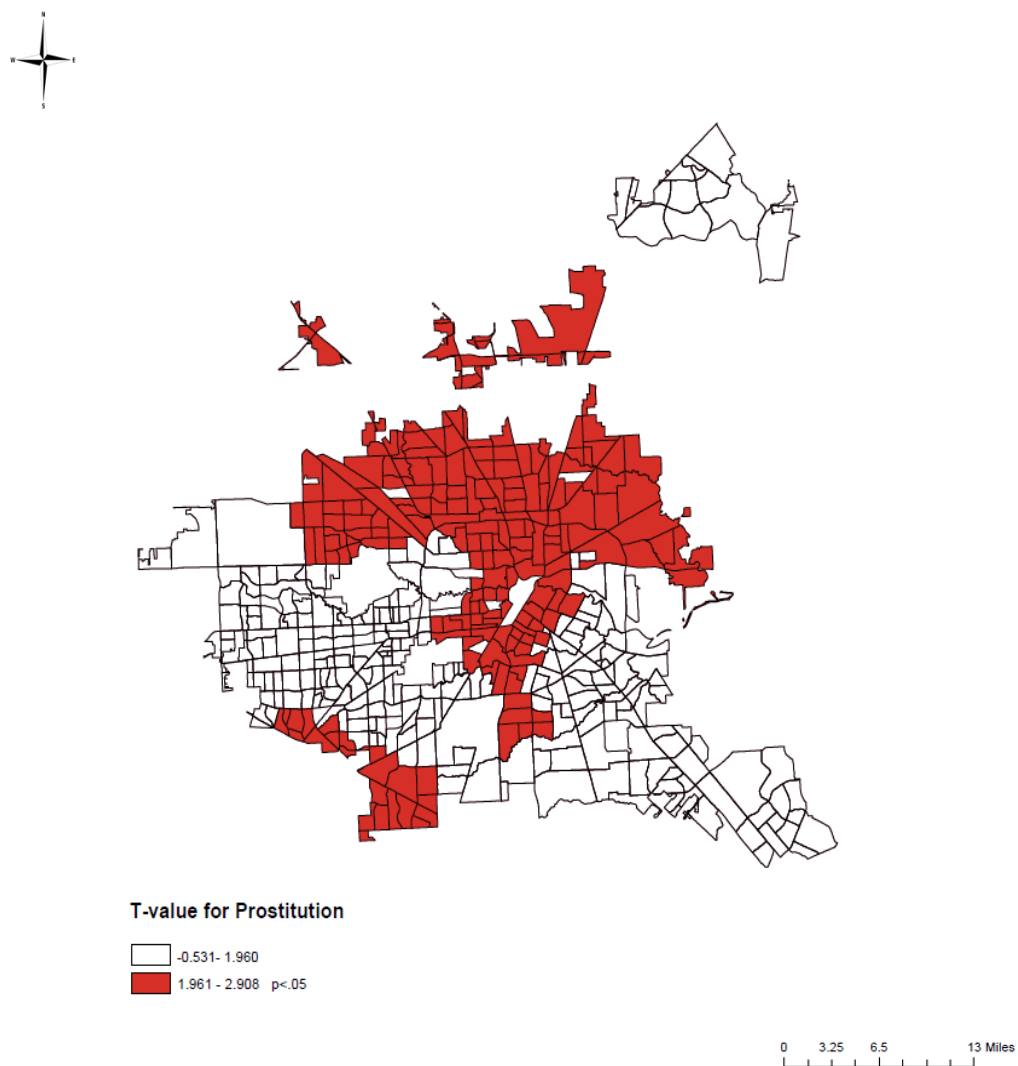 N
W E
S
T-value for Prostitution
-0.531- 1.960
1.961 - 2.908 p<.05
0 3.25 6.5 13 Miles